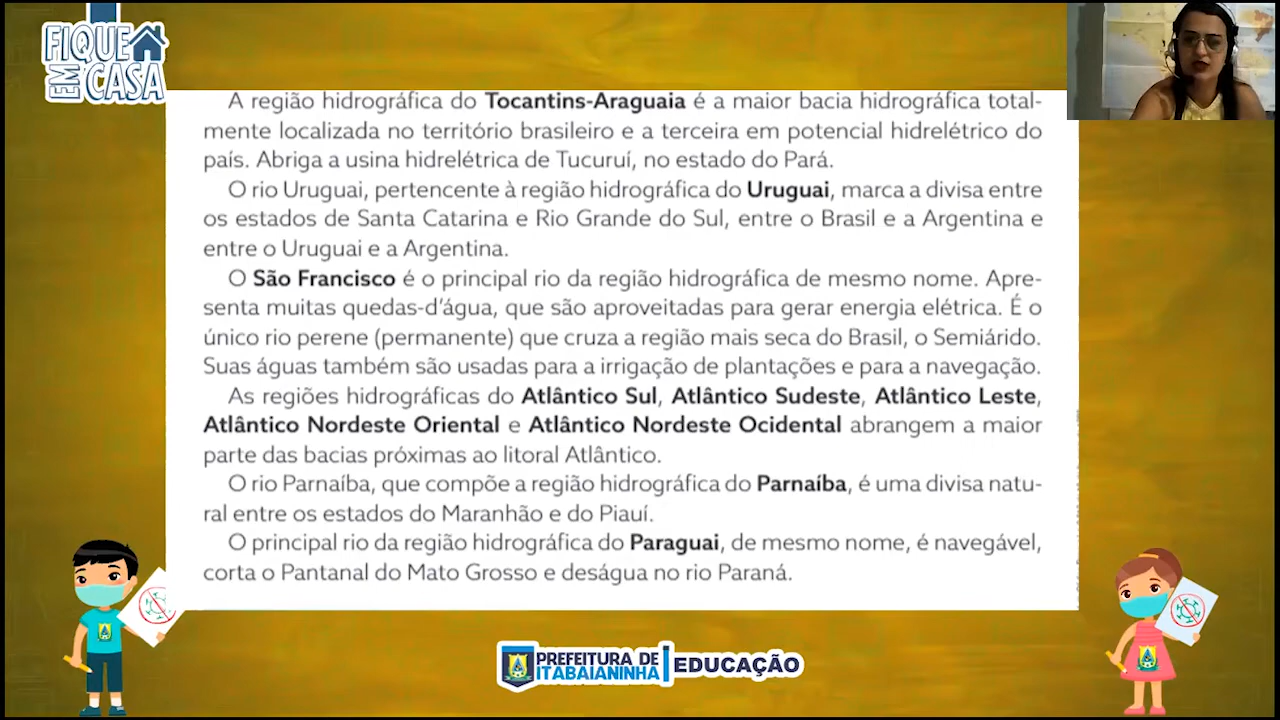 FIQUE
EM CASA
A região hidrográfica do Tocantins-Araguaia é a maior bacia hidrográfica total-
mente localizada no território brasileiro e a terceira em potencial hidrelétrico do
país. Abriga a usina hidrelétrica de Tucuruí, no estado do Pará.
O rio Uruguai, pertencente à região hidrográfica do Uruguai, marca a divisa entre
os estados de Santa Catarina e Rio Grande do Sul, entre o Brasil e a Argentina e
entre o Uruguai e a Argentina.
O São Francisco é o principal rio da região hidrográfica de mesmo nome. Apre-
senta muitas quedas-d’água, que são aproveitadas para gerar energia elétrica. É o
único rio perene (permanente) que cruza a região mais seca do Brasil, o Semiárido.
Suas águas também são usadas para a irrigação de plantações e para a navegação.
As regiões hidrográficas do Atlântico Sul, Atlântico Sudeste, Atlântico Leste,
Atlântico Nordeste Oriental e Atlântico Nordeste Ocidental abrangem a maior
parte das bacias próximas ao litoral Atlântico.
O rio Parnaíba, que compõe a região hidrográfica do Parnaíba, é uma divisa natu-
ral entre os estados do Maranhão e do Piauí.
O principal rio da região hidrográfica do Paraguai, de mesmo nome, é navegável,
corta o Pantanal do Mato Grosso e deságua no rio Paraná.
PREFEITURA DE
ITABAIANINHA
EDUCAÇÃO